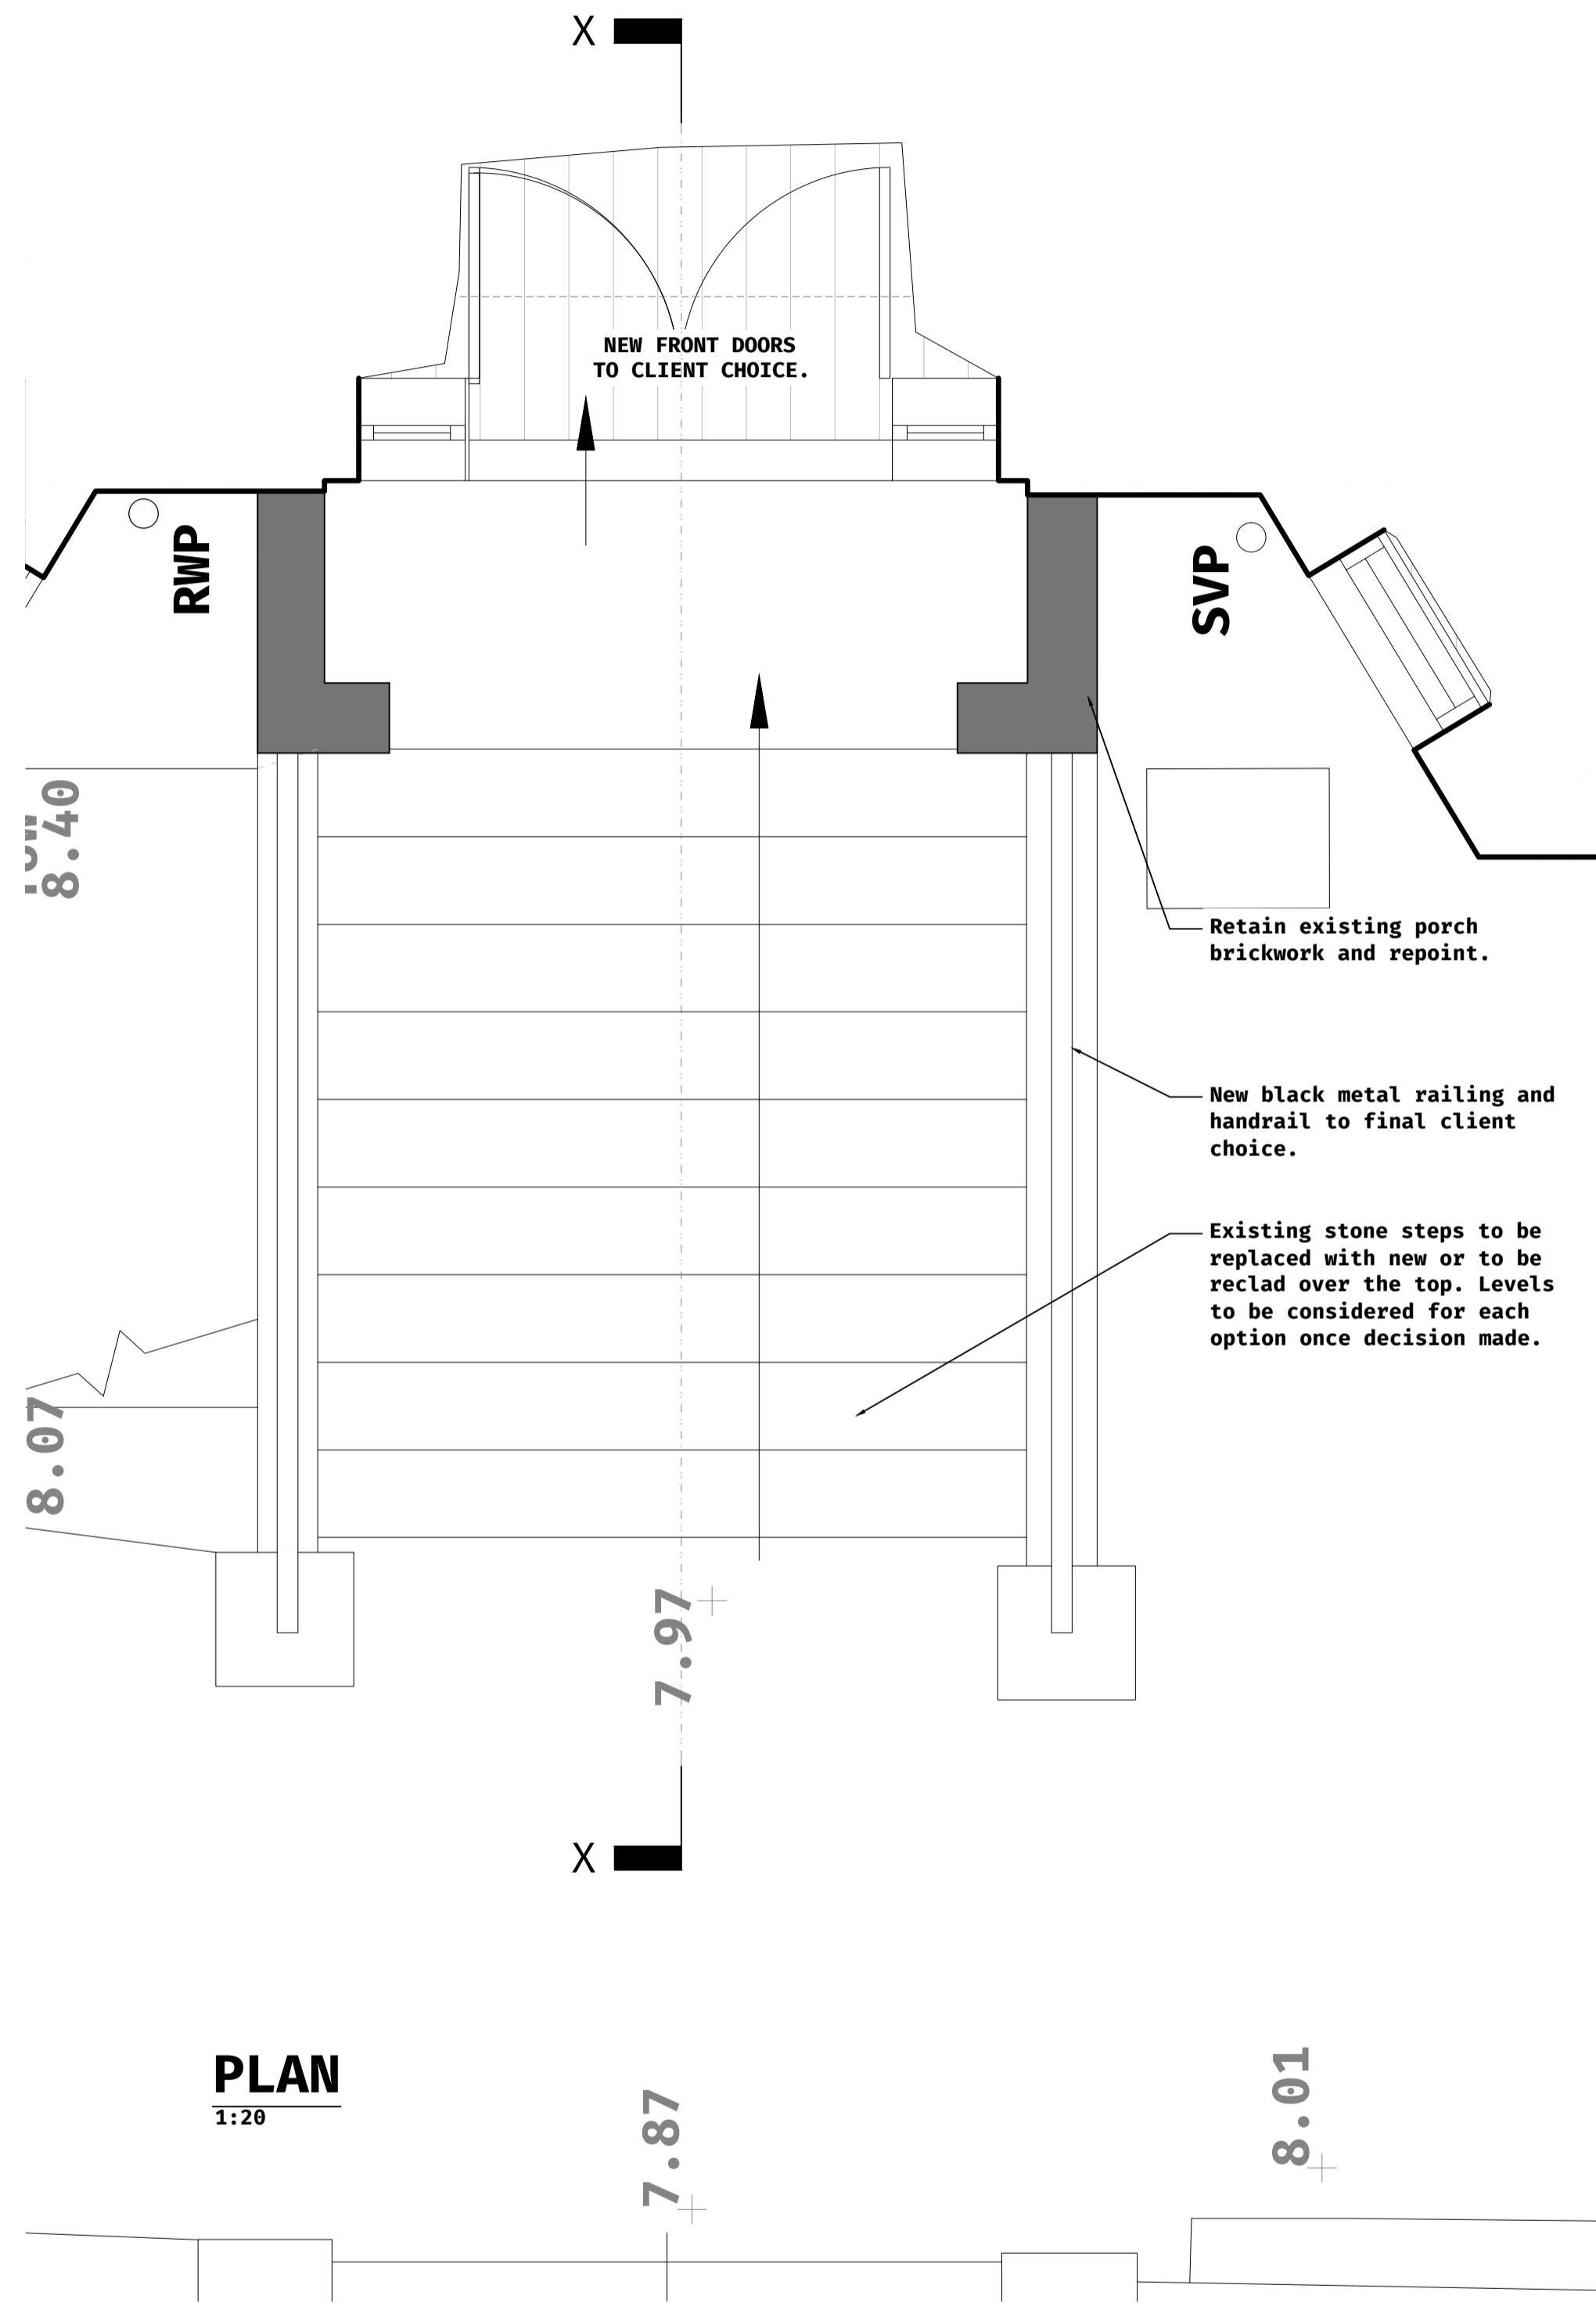 X
NEW FRONT DOORS
TO CLIENT CHOICE.
RWP
SVP
8.40
Retain existing porch
brickwork and repoint.
New black metal railing and
handrail to final client
choice.
Existing stone steps to be
replaced with new or to be
reclad over the top. Levels
to be considered for each
option once decision made.
8.07
7.97
X
PLAN
1:20
7.87
8.01